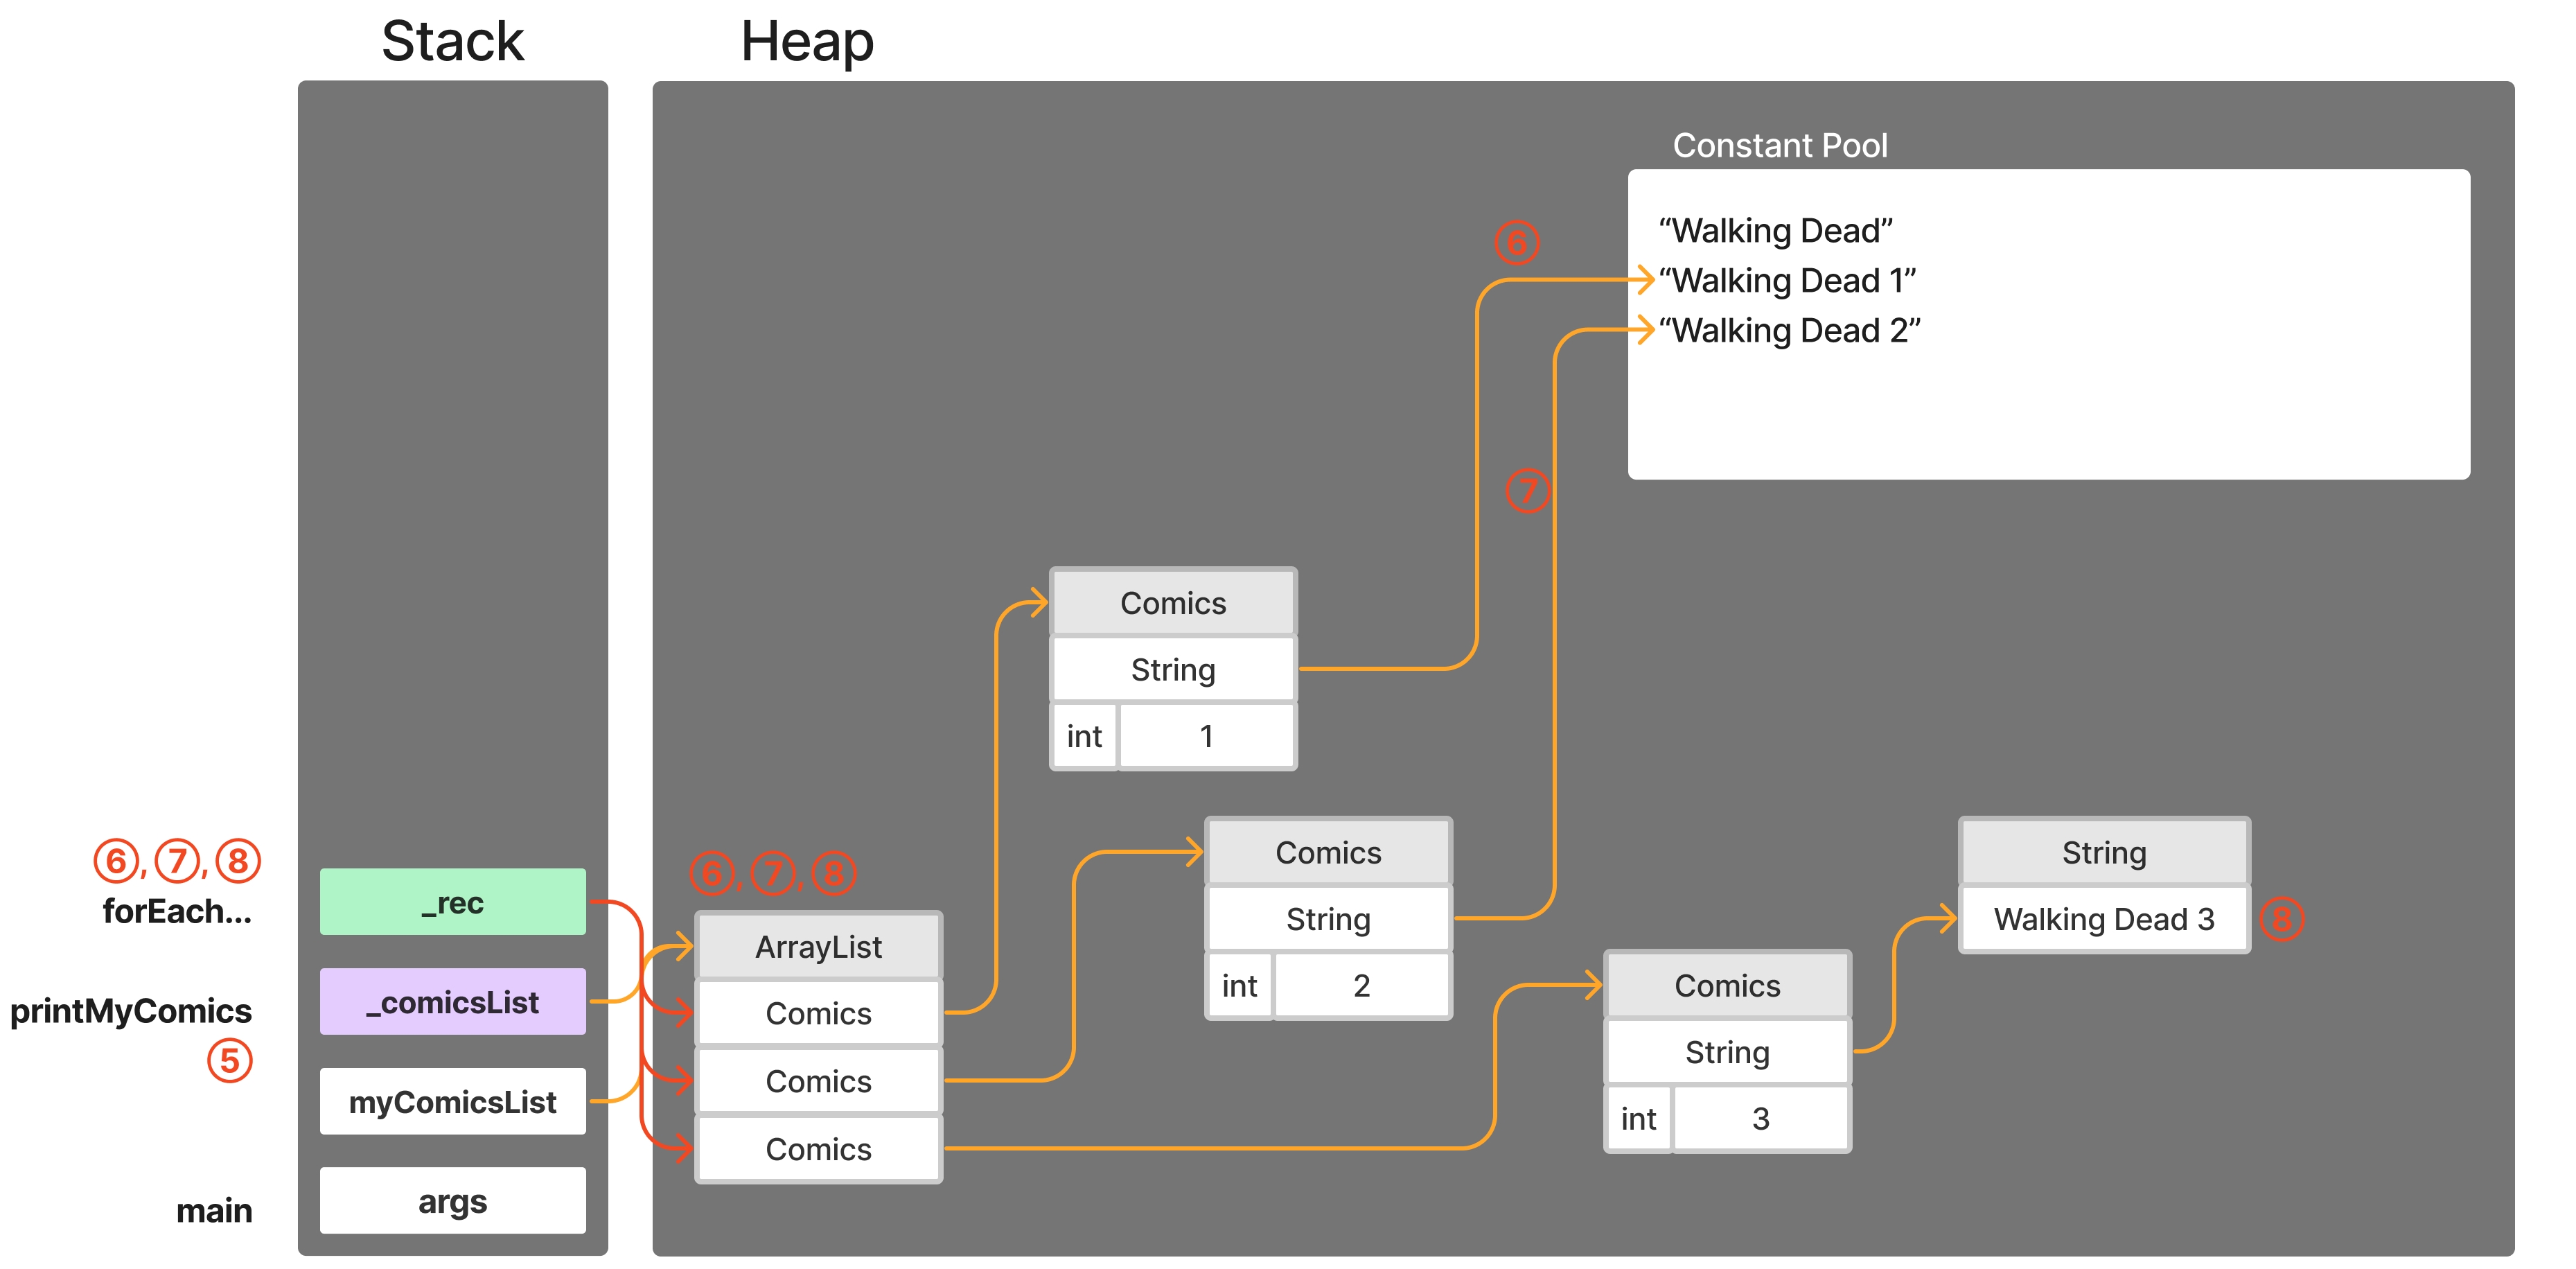 Stack
Heap
Constant Pool
“Walking Dead”
⑥
“Walking Dead 1”
“Walking Dead 2”
⑦
Comics
String
int 1
⑥, ⑦, ⑧
forEach...
_rec
_comicsList
printMyComics
⑤
myComicsList
main
args
⑥, ⑦, ⑧
ArrayList
Comics
Comics
Comics
Comics
String
int 2
Comics
String
int 3
String
Walking Dead 3
⑧